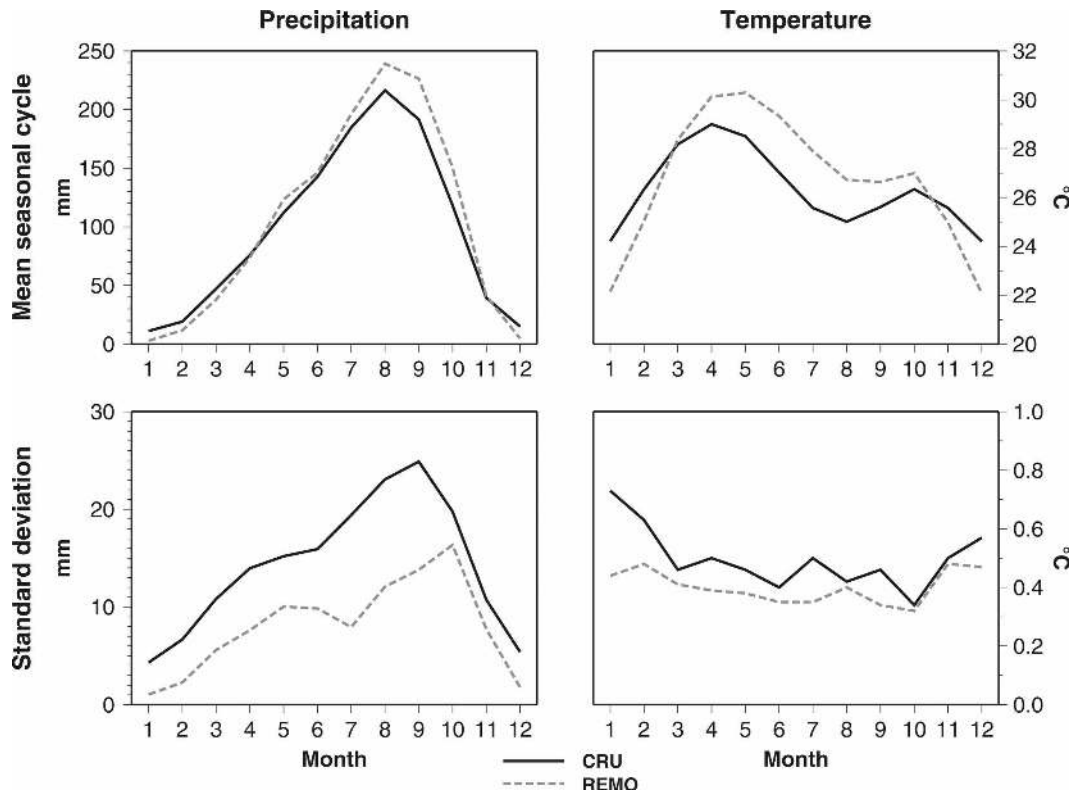 Precipitation
Temperature
Mean seasonal cycle
mm
250
200
150
100
50
0
1 2 3 4 5 6 7 8 9 10 11 12
32
30
28
26
24
22
20
°C
1 2 3 4 5 6 7 8 9 10 11 12
Standard deviation
mm
30
20
10
0
1 2 3 4 5 6 7 8 9 10 11 12
Month
1.0
0.8
0.6
0.4
0.2
0.0
°C
1 2 3 4 5 6 7 8 9 10 11 12
Month
CRU
REMO